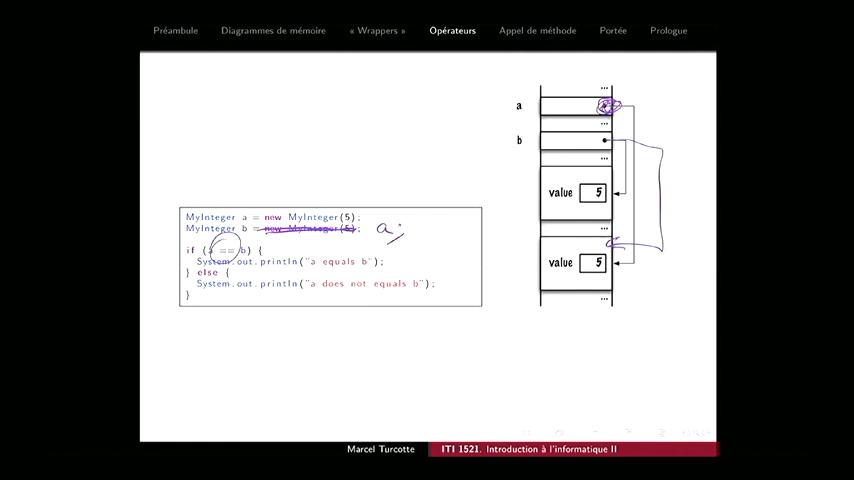 Préambule Diagrammes de mémoire « Wrappers » Opérateurs Appel de méthode Portée Prologue
...
a
...
b
...
value 5
...
value 5
...
MyInteger a = new MyInteger(5);
MyInteger b = new MyInteger(5); a;
if (a == b) {
System.out.println("a equals b");
} else {
System.out.println("a does not equals b");
}
Marcel Turcotte ITI 1521. Introduction à l'informatique II